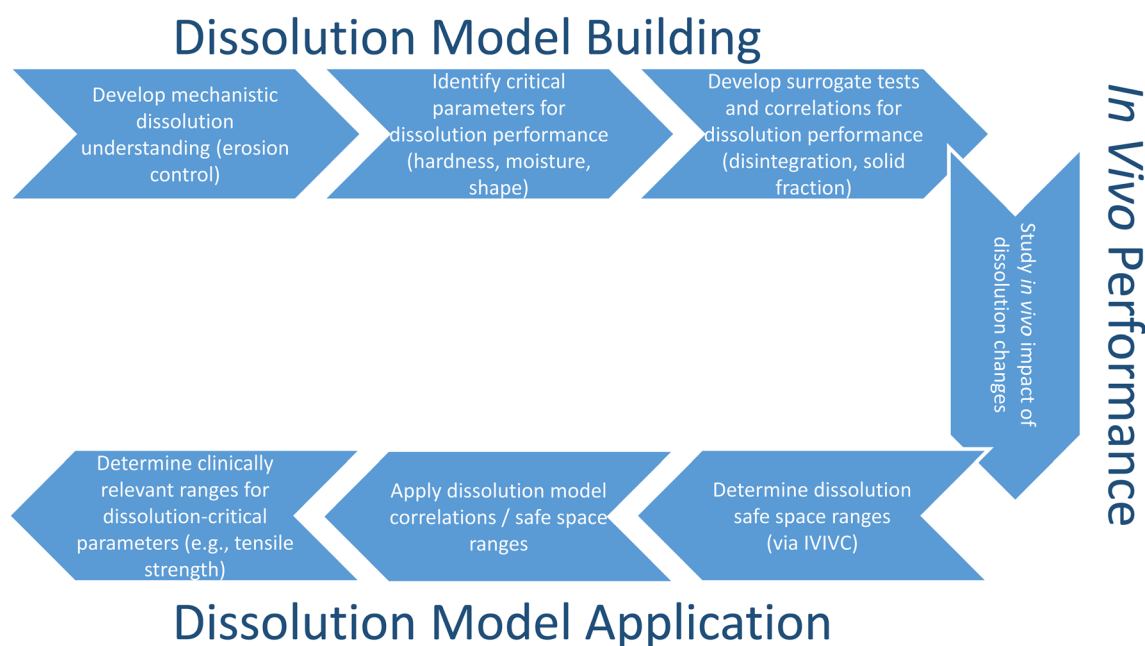 Dissolution Model Building
Develop mechanistic
dissolution
understanding (erosion
control)
Identify critical
parameters for
dissolution performance
(hardness, moisture,
shape)
Develop surrogate tests
and correlations for
dissolution performance
(disintegration, solid
fraction)
In Vivo Performance
Study in vivo impact of
dissolution changes
Determine dissolution
safe space ranges
(via IVIVC)
Apply dissolution model
correlations / safe space
ranges
Determine clinically
relevant ranges for
dissolution-critical
parameters (e.g., tensile
strength)
Dissolution Model Application